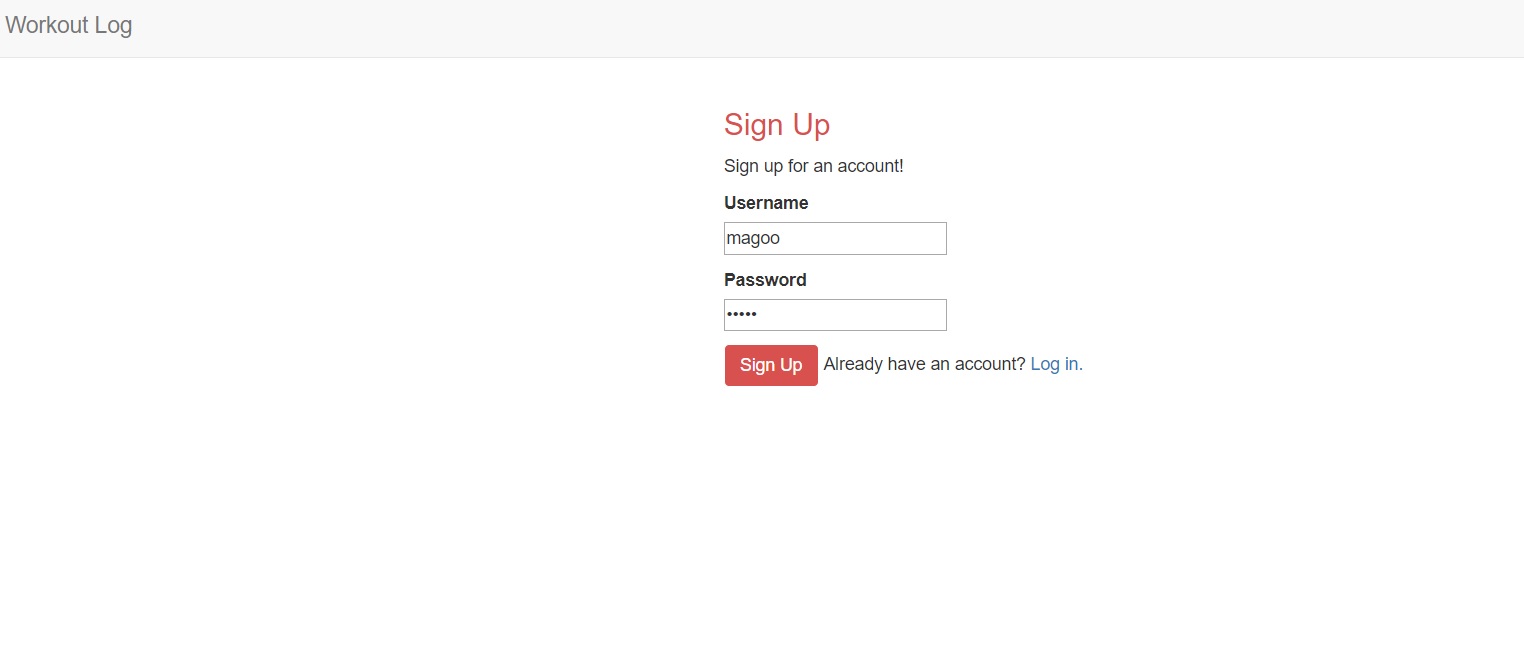 Workout Log
Sign Up
Sign up for an account!
Username
magoo
Password
•••••
Sign Up Already have an account? Log in.